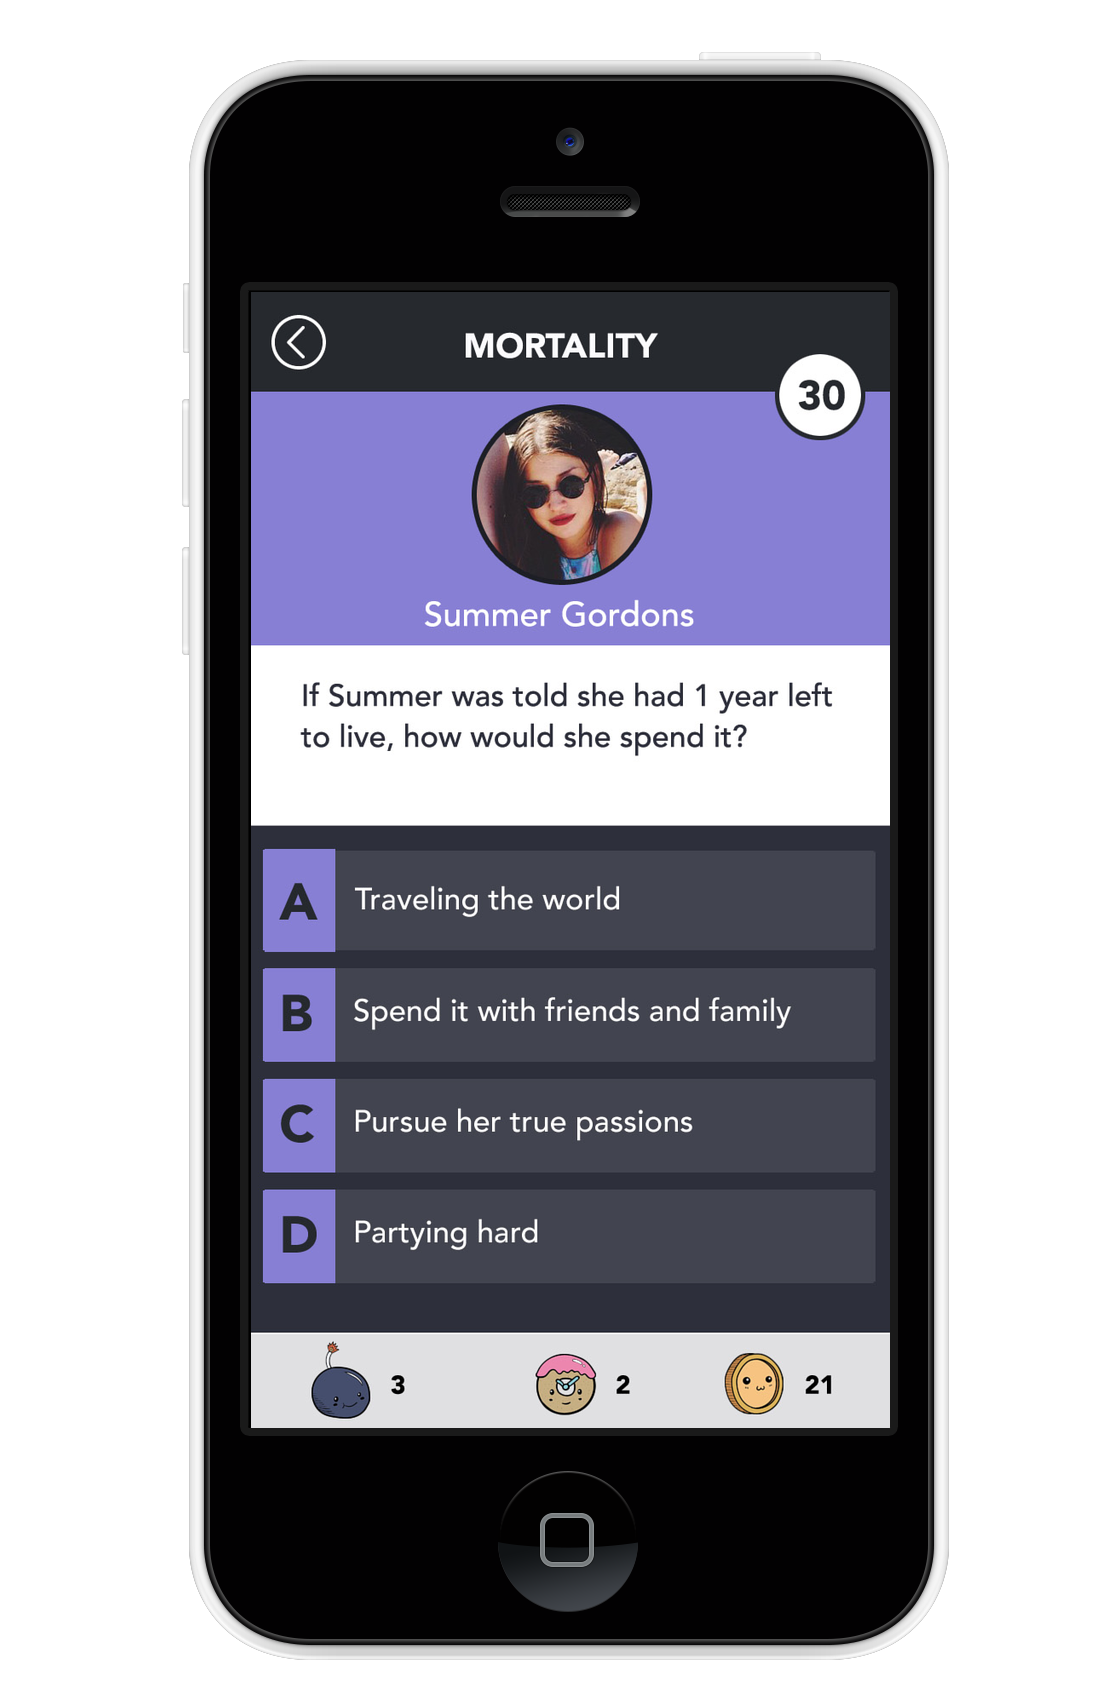 MORTALITY
30
Summer Gordons
If Summer was told she had 1 year left
to live, how would she spend it?
A Traveling the world
B Spend it with friends and family
C Pursue her true passions
D Partying hard
3 2 21